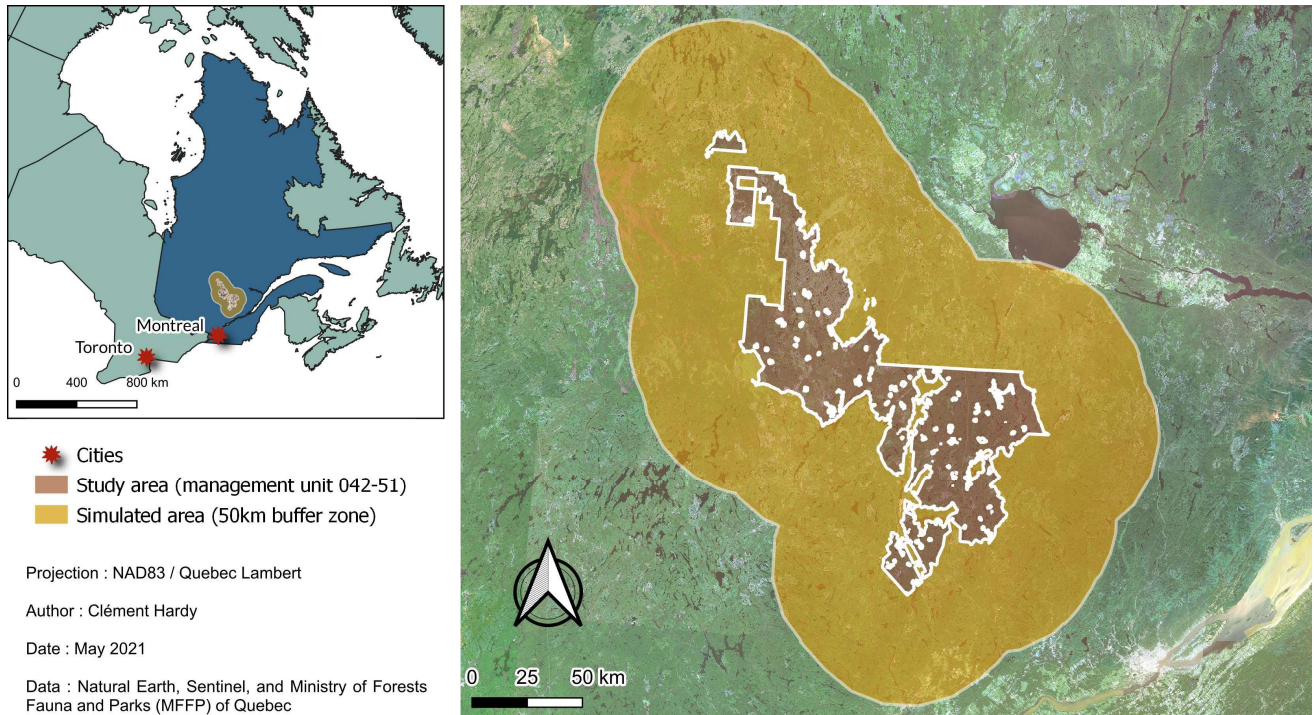 Montreal
Toronto
0 400 800 km
Cities
Study area (management unit 042-51)
Simulated area (50km buffer zone)
Projection : NAD83 / Quebec Lambert
Author : Clément Hardy
Date : May 2021
Data : Natural Earth, Sentinel, and Ministry of Forests
Fauna and Parks (MFFP) of Quebec
0 25 50 km